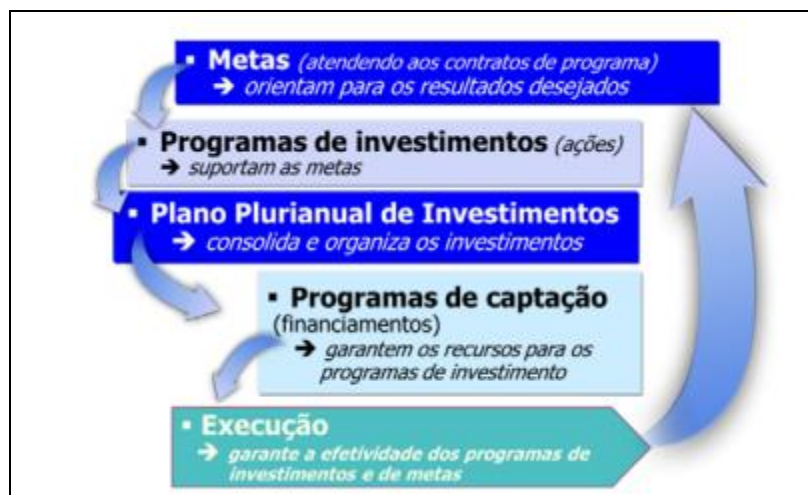 ▪ Metas (atendendo aos contratos de programa)
➔ orientam para os resultados desejados
▪ Programas de investimentos (ações)
➔ suportam as metas
▪ Plano Plurianual de Investimentos
➔ consolida e organiza os investimentos
▪ Programas de captação
(financiamentos)
➔ garantem os recursos para os
programas de investimento
▪ Execução
➔ garante a efetividade dos programas de
investimentos e de metas